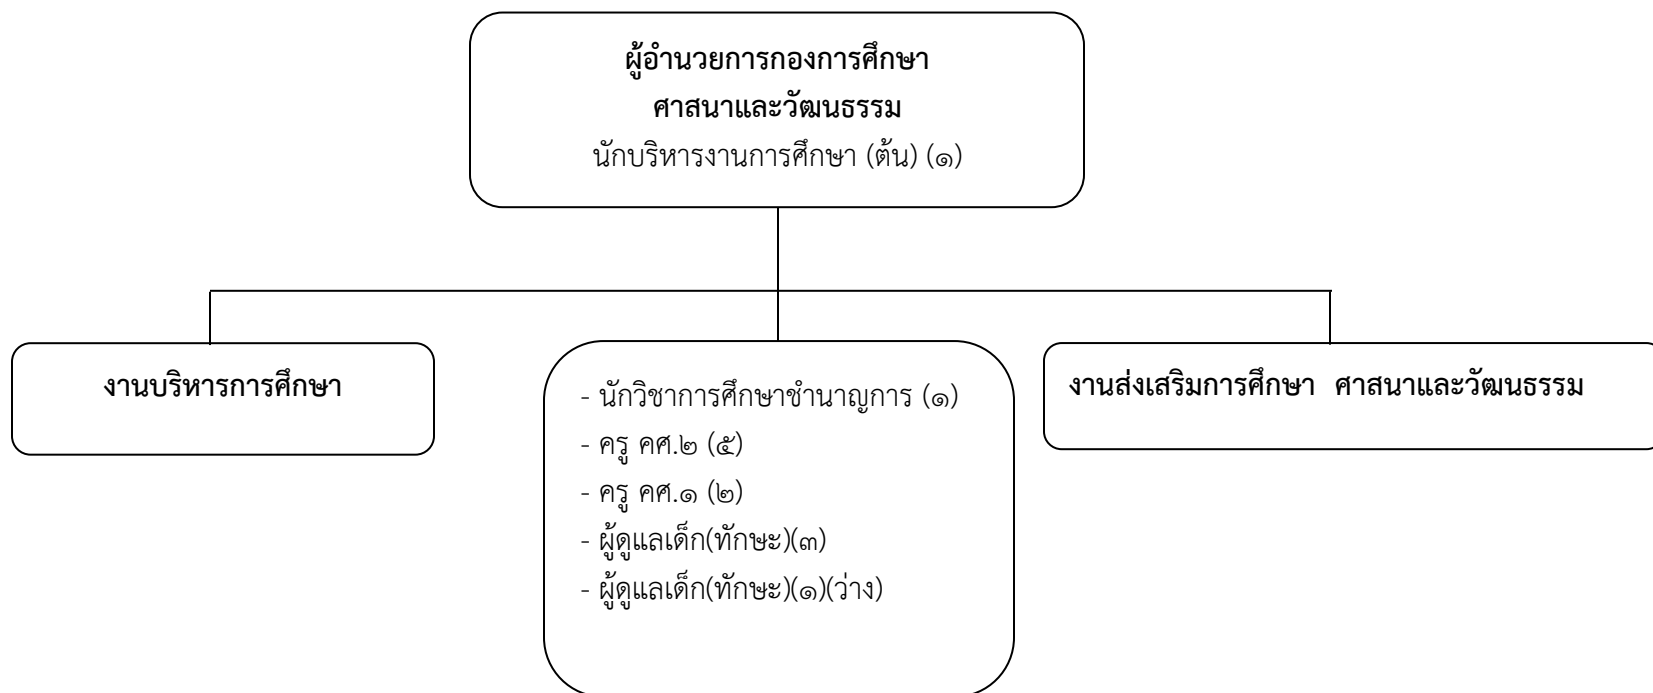 ผู้อำนวยการกองการศึกษา
ศาสนาและวัฒนธรรม
นักบริหารงานการศึกษา (ต้น) (๑)
งานบริหารการศึกษา
- นักวิชาการศึกษาชำนาญการ (๑)
- ครู คศ.๒ (๕)
- ครู คศ.๑ (๒)
- ผู้ดูแลเด็ก(ทักษะ)(๓)
- ผู้ดูแลเด็ก(ทักษะ)(๑)(ว่าง)
งานส่งเสริมการศึกษา ศาสนาและวัฒนธรรม